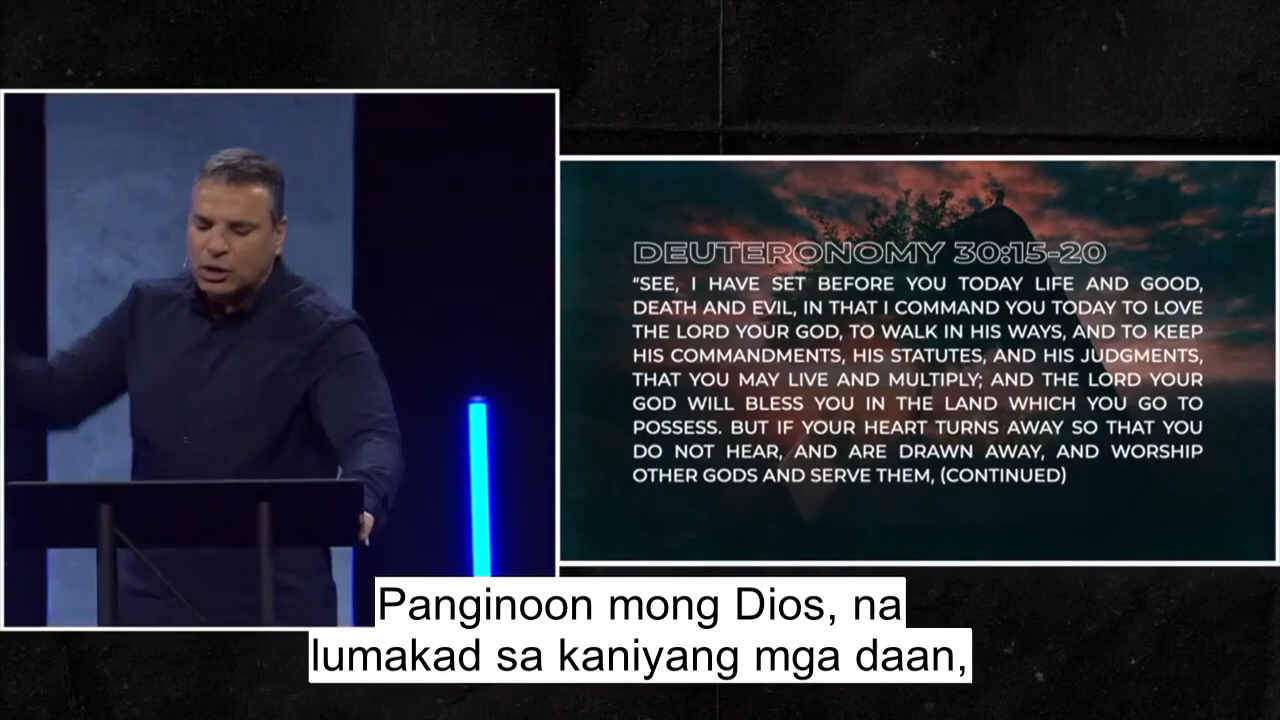 DEUTERONOMY 30:15-20
“SEE, I HAVE SET BEFORE YOU TODAY LIFE AND GOOD,
DEATH AND EVIL, IN THAT I COMMAND YOU TODAY TO LOVE
THE LORD YOUR GOD, TO WALK IN HIS WAYS, AND TO KEEP
HIS COMMANDMENTS, HIS STATUTES, AND HIS JUDGMENTS,
THAT YOU MAY LIVE AND MULTIPLY; AND THE LORD YOUR
GOD WILL BLESS YOU IN THE LAND WHICH YOU GO TO
POSSESS. BUT IF YOUR HEART TURNS AWAY SO THAT YOU
DO NOT HEAR, AND ARE DRAWN AWAY, AND WORSHIP
OTHER GODS AND SERVE THEM, (CONTINUED)
Panginoon mong Dios, na
lumakad sa kaniyang mga daan,